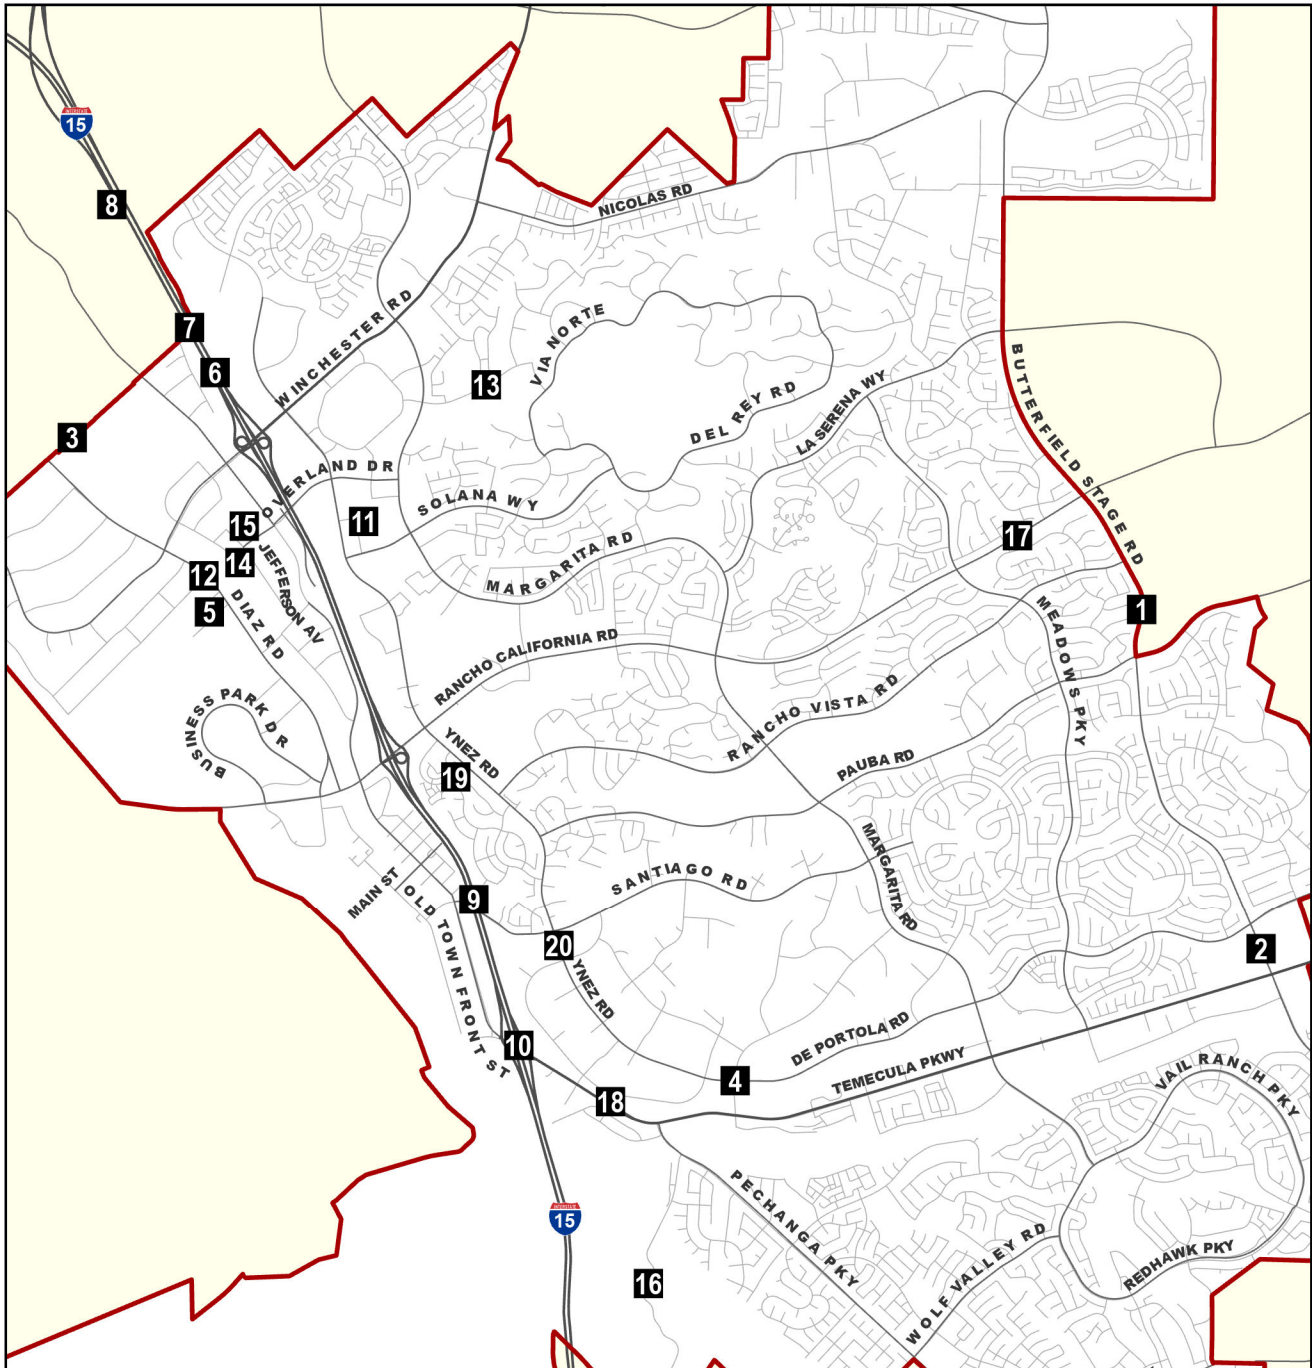 INTERSTATE
15
8
NICOLAS RD
7
6
WINCHESTER RD
VIA NORTE
13
DEL REY RD
LA SERENA WY
BUTTERFIELD STAGE RD
3
OVERLAND DR
SOLANA WY
15
11
17
MARGARITA RD
14
12
5
JEFFERSON AV
DIAZ RD
MEADOWS PKY
1
RANCHO CALIFORNIA RD
BUSINESS PARK DR
RANCHO VISTA RD
YNEZ RD
19
PAUBA RD
MARGARITA RD
SANTIAGO RD
MAIN ST
9
OLD TOWN FRONT ST
20
2
YNEZ RD
10
DE PORTOLA RD
4
TEMECULA PKWY
18
VAIL RANCH PKY
PECHANGA PKY
INTERSTATE
15
WOLF VALLEY RD
REDHAWK PKY
16